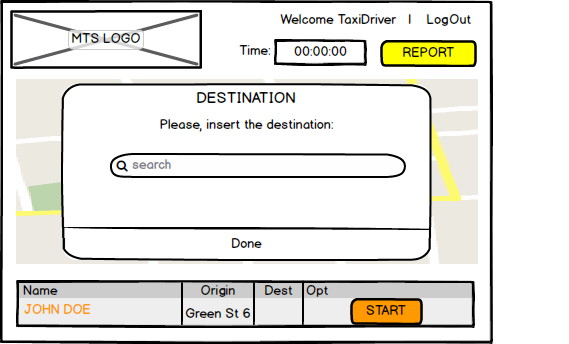 MTS LOGO
Welcome TaxiDriver | LogOut
Time: 00:00:00 REPORT
DESTINATION
Please, insert the destination:
search
Done
Name Origin Dest Opt
JOHN DOE Green St 6 START